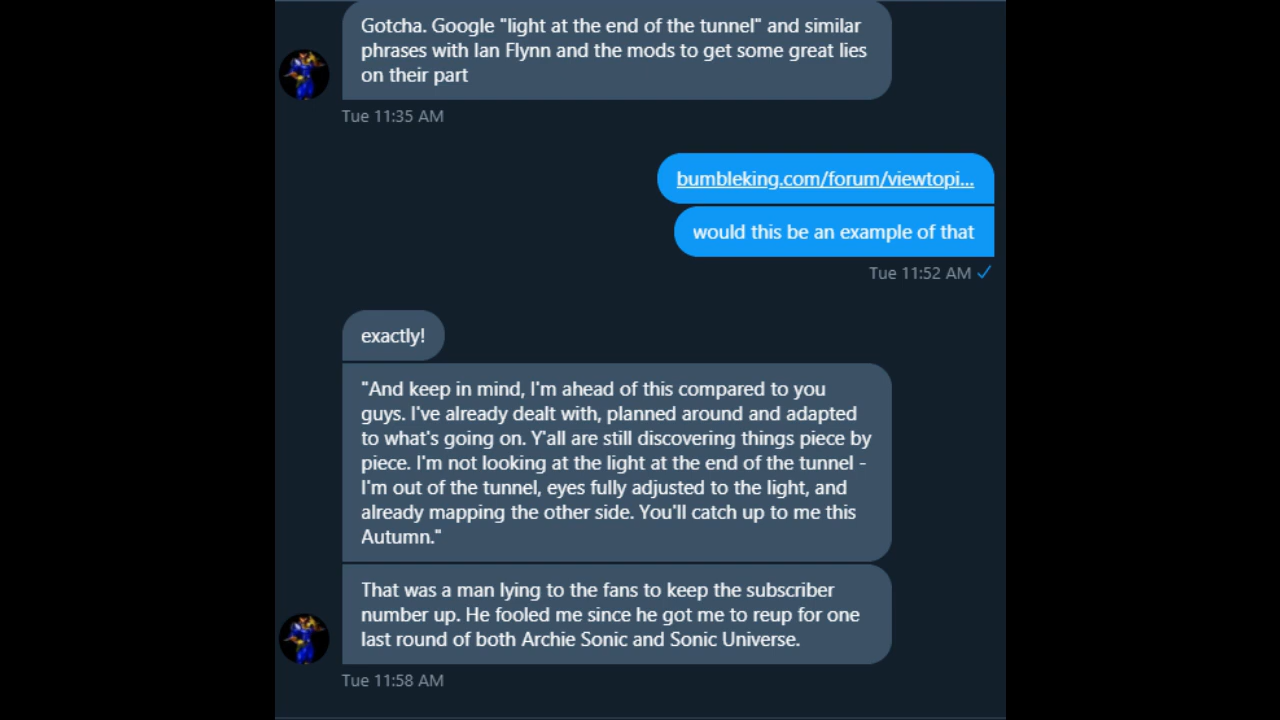 Gotcha. Google "light at the end of the tunnel" and similar
phrases with Ian Flynn and the mods to get some great lies
on their part
Tue 11:35 AM
bumbleking.com/forum/viewtopi...
would this be an example of that
Tue 11:52 AM
exactly!
"And keep in mind, I'm ahead of this compared to you
guys. I've already dealt with, planned around and adapted
to what's going on. Y'all are still discovering things piece by
piece. I'm not looking at the light at the end of the tunnel -
I'm out of the tunnel, eyes fully adjusted to the light, and
already mapping the other side. You'll catch up to me this
Autumn."
That was a man lying to the fans to keep the subscriber
number up. He fooled me since he got me to reup for one
last round of both Archie Sonic and Sonic Universe.
Tue 11:58 AM